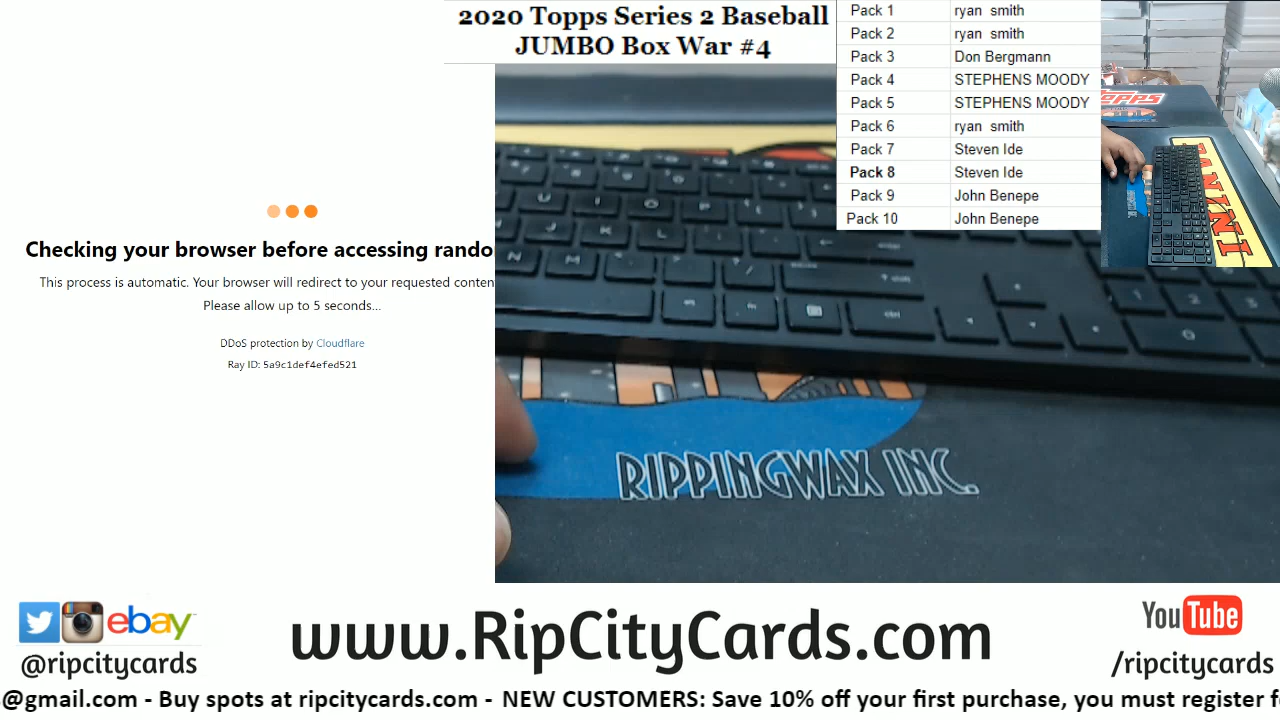 2020 Topps Series 2 Baseball
JUMBO Box War #4
Pack 1 ryan smith
Pack 2 ryan smith
Pack 3 Don Bergmann
Pack 4 STEPHENS MOODY
Pack 5 STEPHENS MOODY
Pack 6 ryan smith
Pack 7 Steven Ide
Pack 8 Steven Ide
Pack 9 John Benepe
Pack 10 John Benepe
TOPPS
PANINI
Checking your browser before accessing rando
This process is automatic. Your browser will redirect to your requested conten
Please allow up to 5 seconds...
DDoS protection by Cloudflare
Ray ID: 5a9c1def4efed521
RIPPINGWAX INC.
ebay
@ripcitycards
www.RipCityCards.com
YouTube
/ripcitycards
s@gmail.com - Buy spots at ripcitycards.com - NEW CUSTOMERS: Save 10% off your first purchase, you must register f